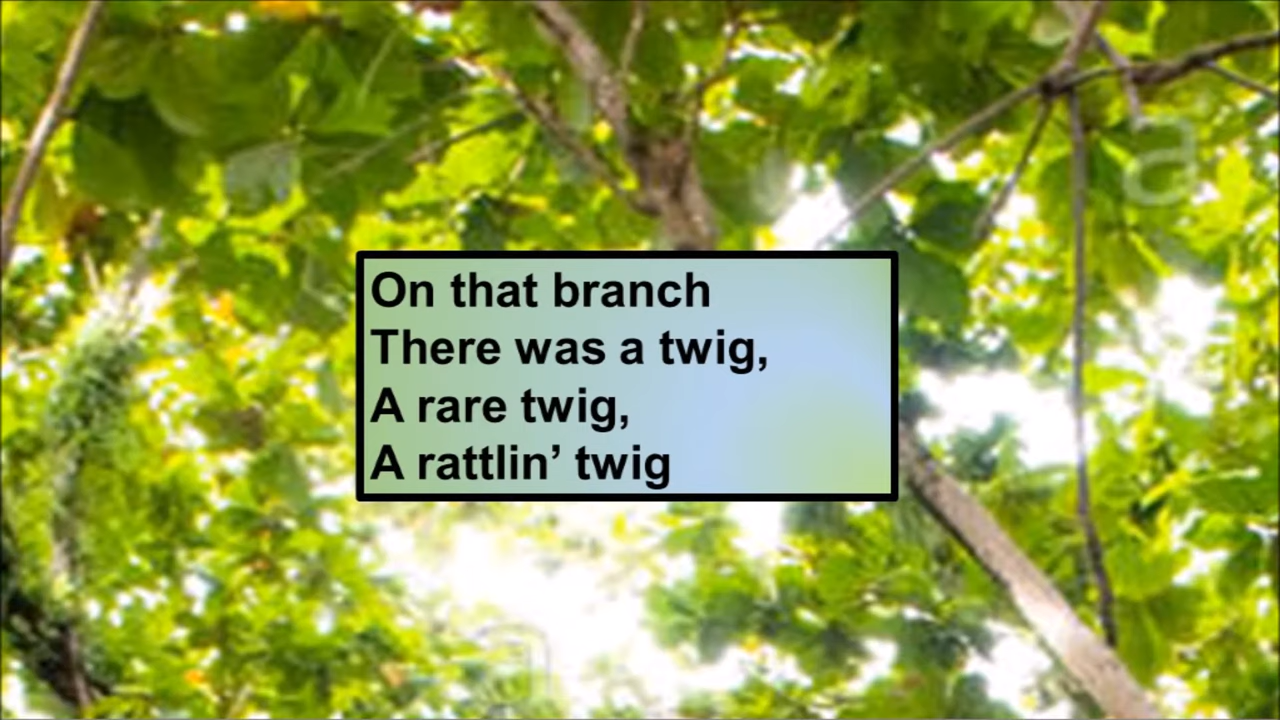 On that branch
There was a twig,
A rare twig,
A rattlin’ twig
a
a